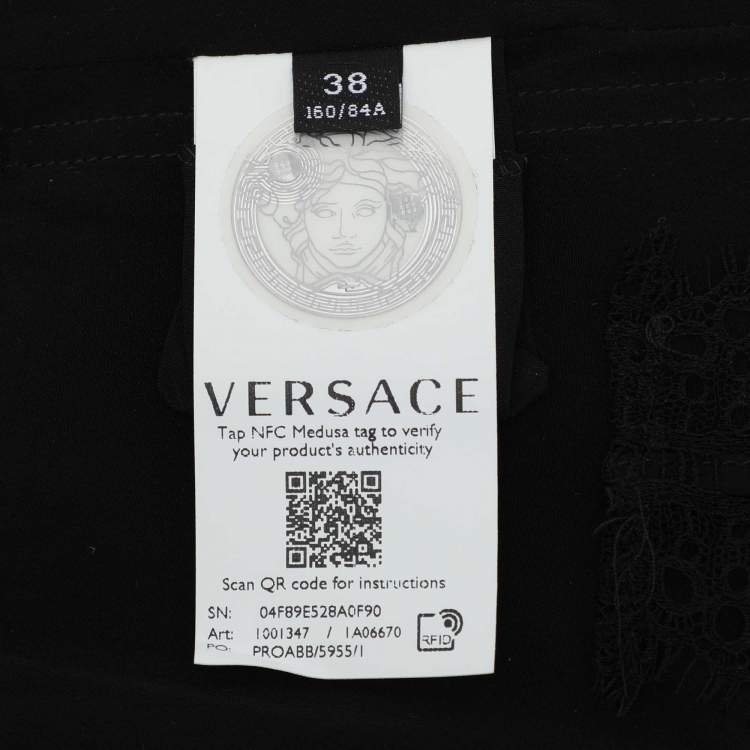 38
160/84A
VERSACE
Tap NFC Medusa tag to verify
your product's authenticity
Scan QR code for instructions
SN: 04F89E528A0F90
Art: 1001347 / 1A06670
PO: PROABB/5955/1
RFID